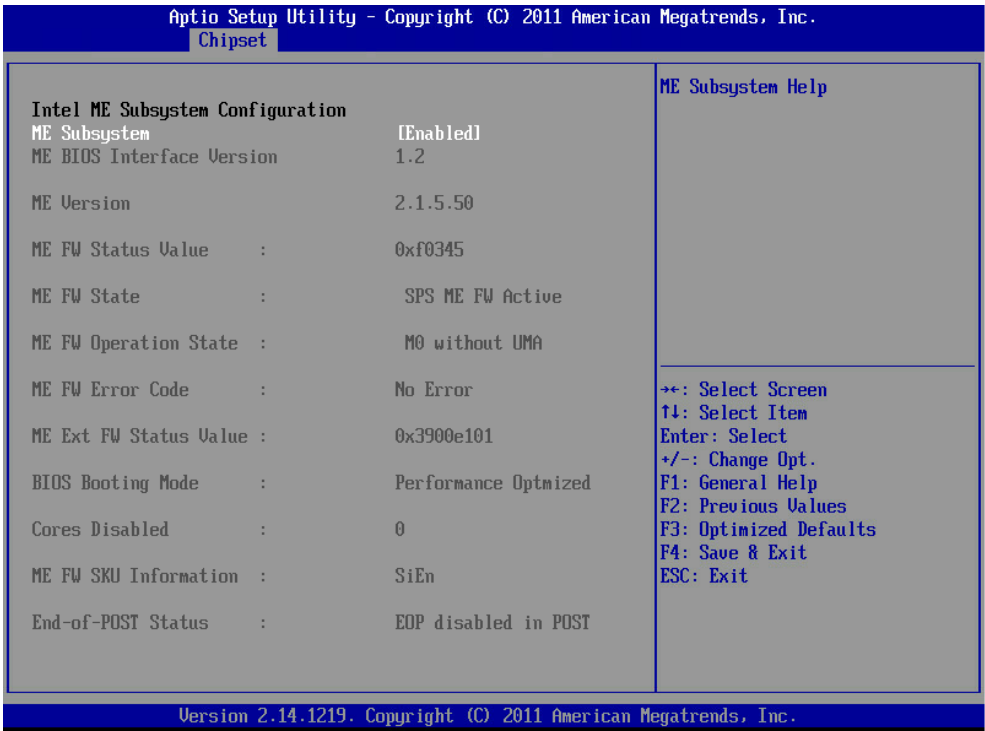 Aptio Setup Utility - Copyright (C) 2011 American Megatrends, Inc.
Chipset
Intel ME Subsystem Configuration
ME Subsystem [Enabled]
ME BIOS Interface Version 1.2
ME Version 2.1.5.50
ME FW Status Value : 0xf0345
ME FW State : SPS ME FW Active
ME FW Operation State : M0 without UMA
ME FW Error Code : No Error
ME Ext FW Status Value : 0x3900e101
BIOS Booting Mode : Performance Optmized
Cores Disabled : 0
ME FW SKU Information : SiEn
End-of-POST Status : EOP disabled in POST
ME Subsystem Help
→←: Select Screen
↑↓: Select Item
Enter: Select
+/-: Change Opt.
F1: General Help
F2: Previous Values
F3: Optimized Defaults
F4: Save & Exit
ESC: Exit
Version 2.14.1219. Copyright (C) 2011 American Megatrends, Inc.